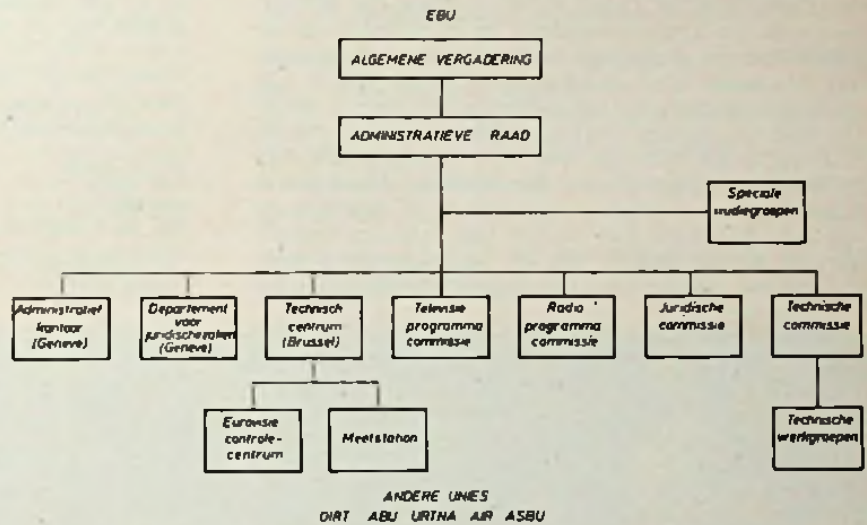 EBU
ALGEMENE VERGADERING
ADMINISTRATIEVE RAAD
Speciale
studiegroepen
Administratief
kantoor
(Geneve)
Departement
voor
juridische zaken
(Geneve)
Technisch
centrum
(Brussel)
Televisie
programma
commissie
Radio
programma
commissie
Juridische
commissie
Technische
commissie
Eurovisie
controle-
centrum
Meetstation
Technische
werkgroepen
ANDERE UNIES
OIRT ABU URTNA AIR ASBU